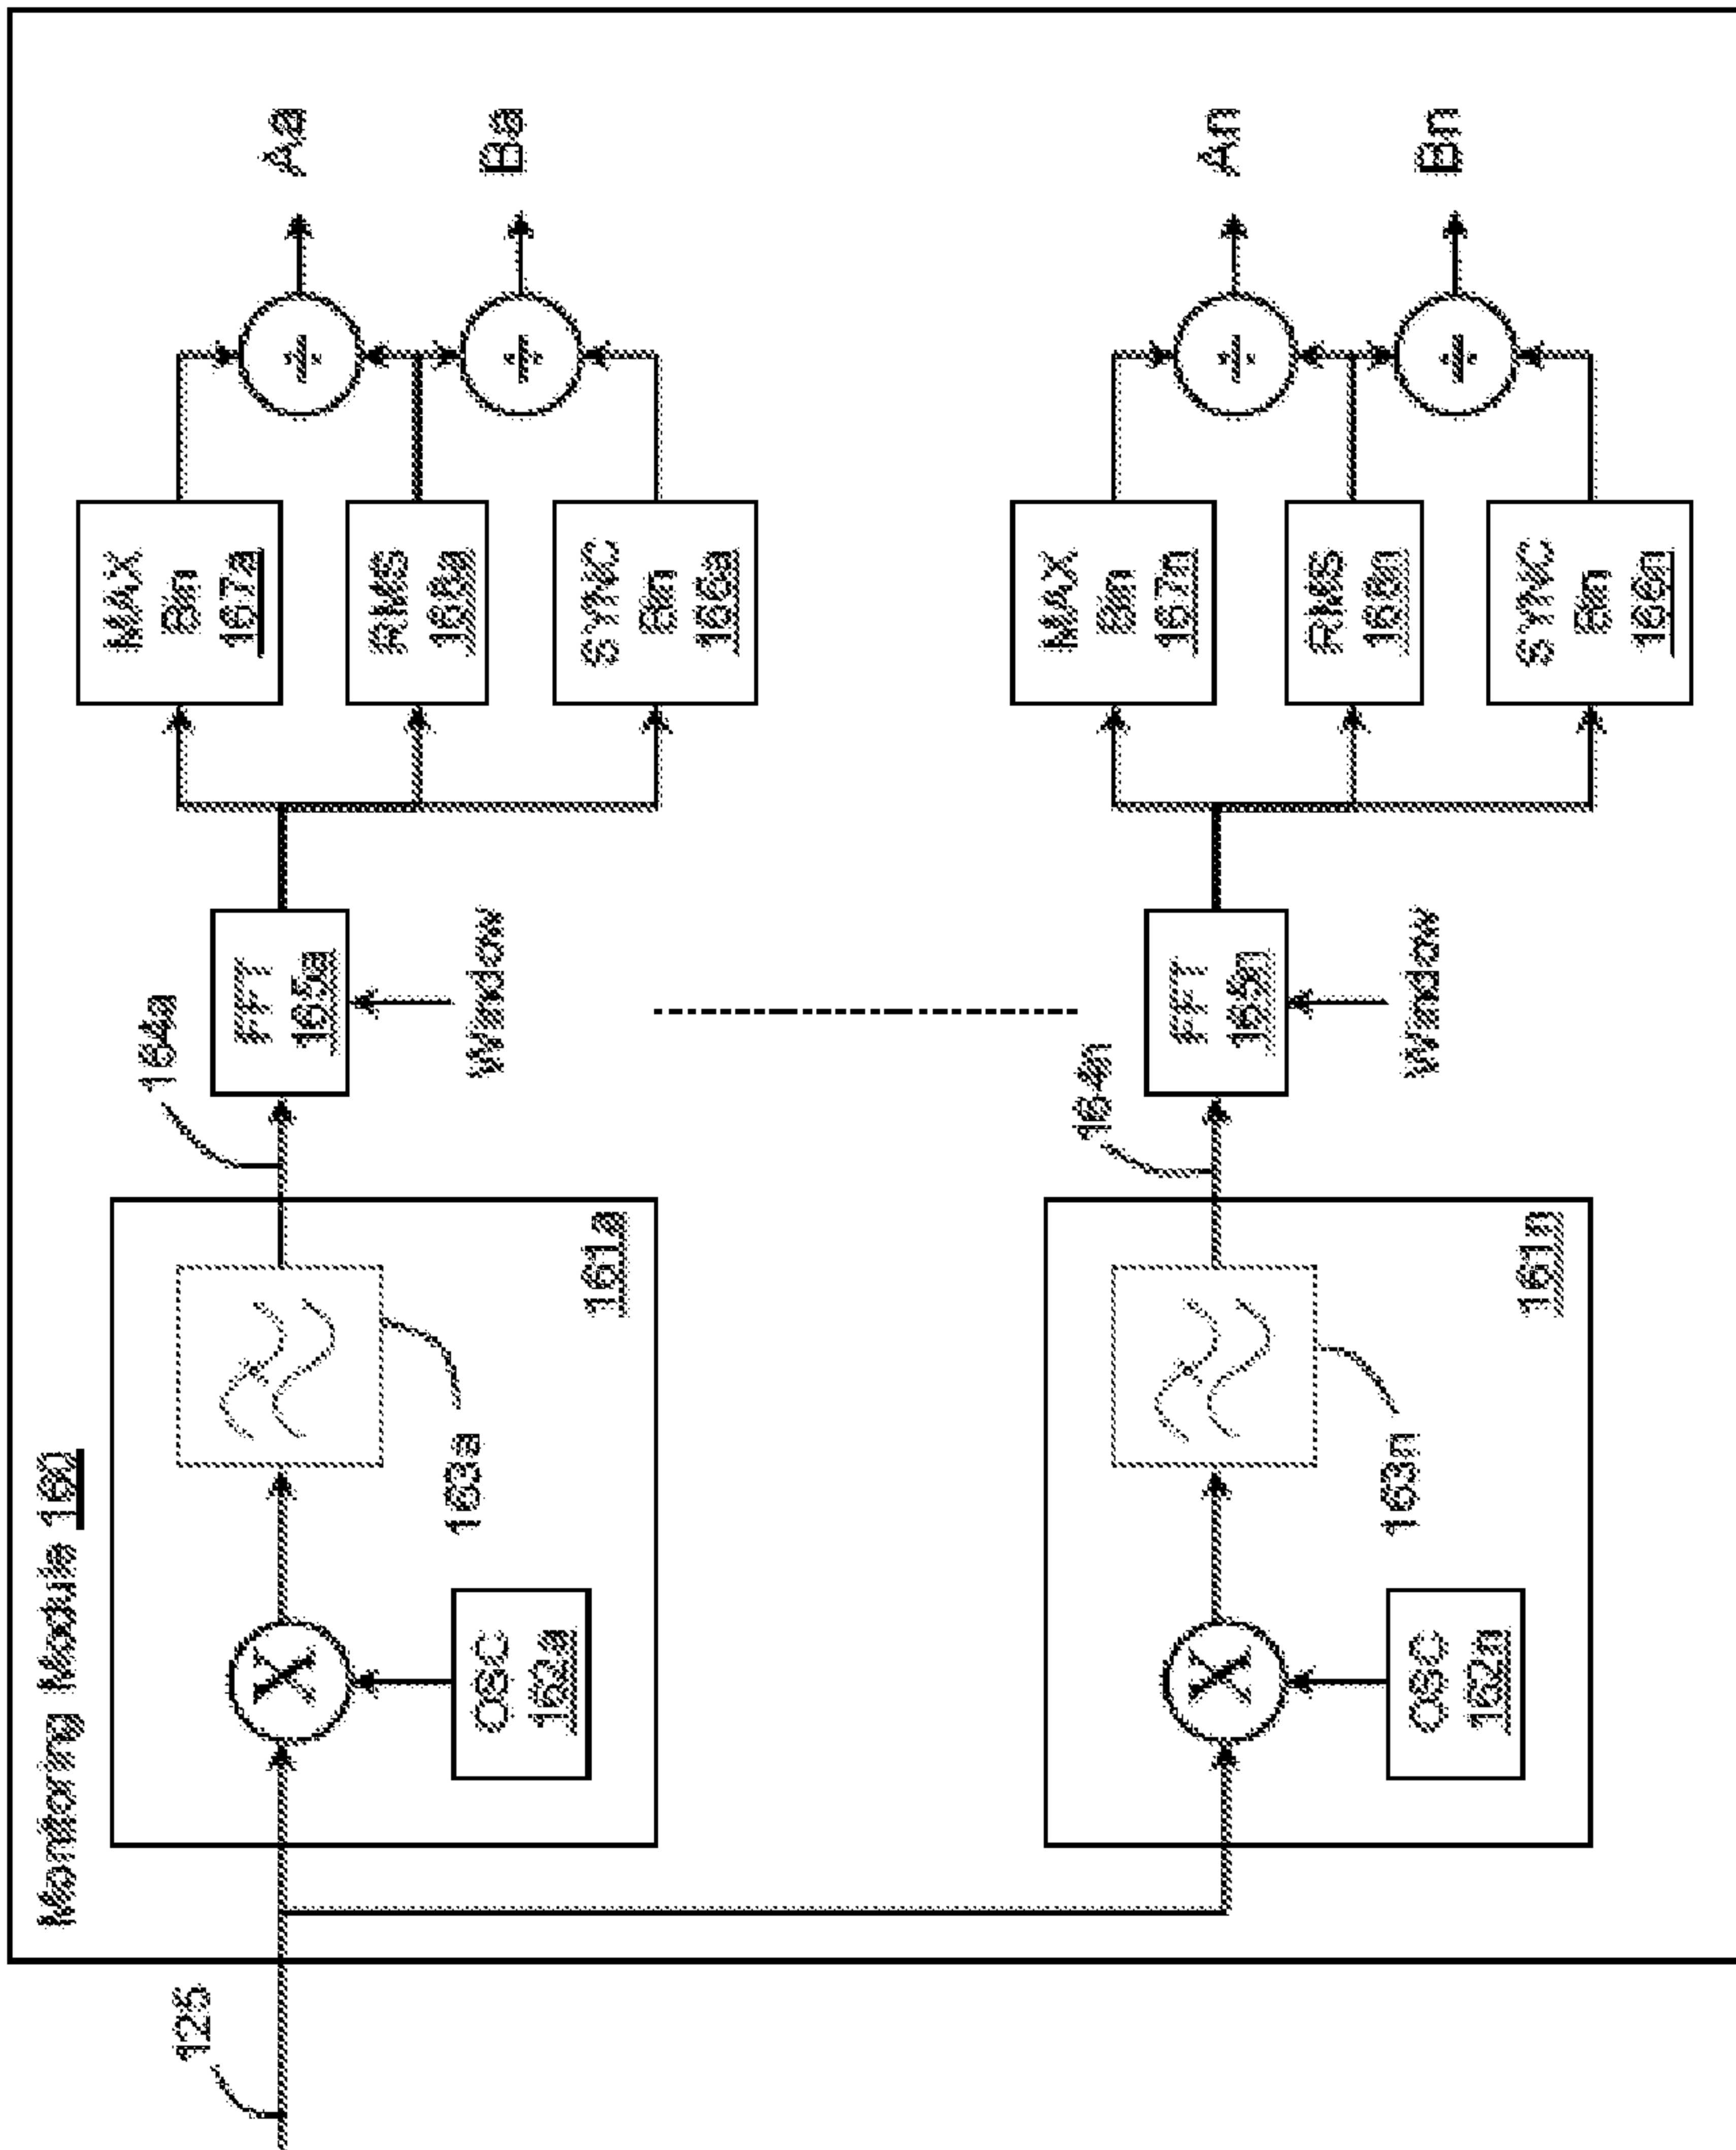 Monitoring Module 160
125
OSC
162a
X
163a
161a
164a
FFT
165a
Window
MAX
Bin
167a
RMS
168a
SYNC
Bin
166a
÷
÷
Aa
Ba
OSC
162n
X
163n
161n
164n
FFT
165n
Window
MAX
Bin
167n
RMS
168n
SYNC
Bin
166n
÷
÷
An
Bn